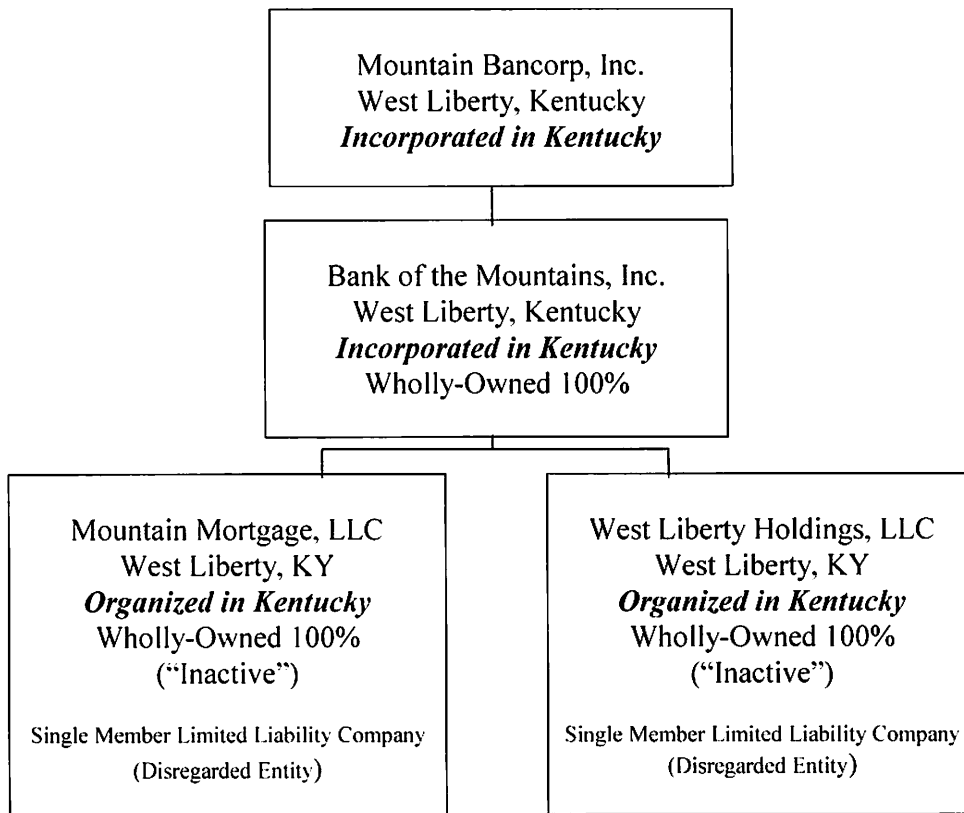 Mountain Bancorp, Inc.
West Liberty, Kentucky
Incorporated in Kentucky
Bank of the Mountains, Inc.
West Liberty, Kentucky
Incorporated in Kentucky
Wholly-Owned 100%
Mountain Mortgage, LLC
West Liberty, KY
Organized in Kentucky
Wholly-Owned 100%
(“Inactive”)
Single Member Limited Liability Company
(Disregarded Entity)
West Liberty Holdings, LLC
West Liberty, KY
Organized in Kentucky
Wholly-Owned 100%
(“Inactive”)
Single Member Limited Liability Company
(Disregarded Entity)